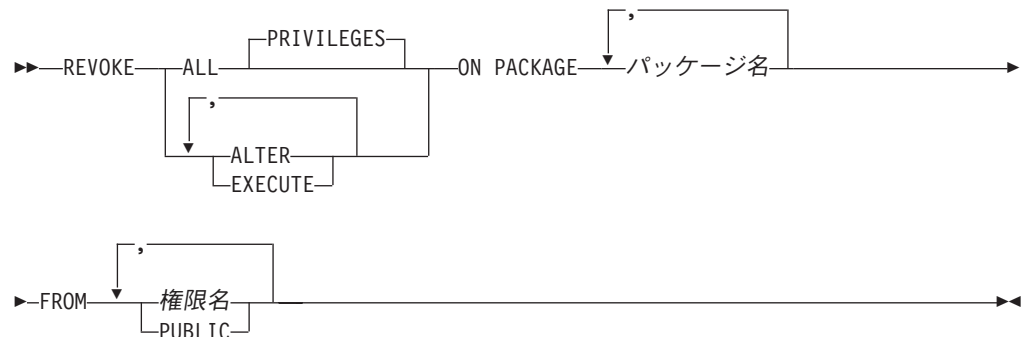 ,
PRIVILEGES
REVOKE ALL ON PACKAGE パッケージ名
,
ALTER
EXECUTE
,
FROM 権限名
PUBLIC